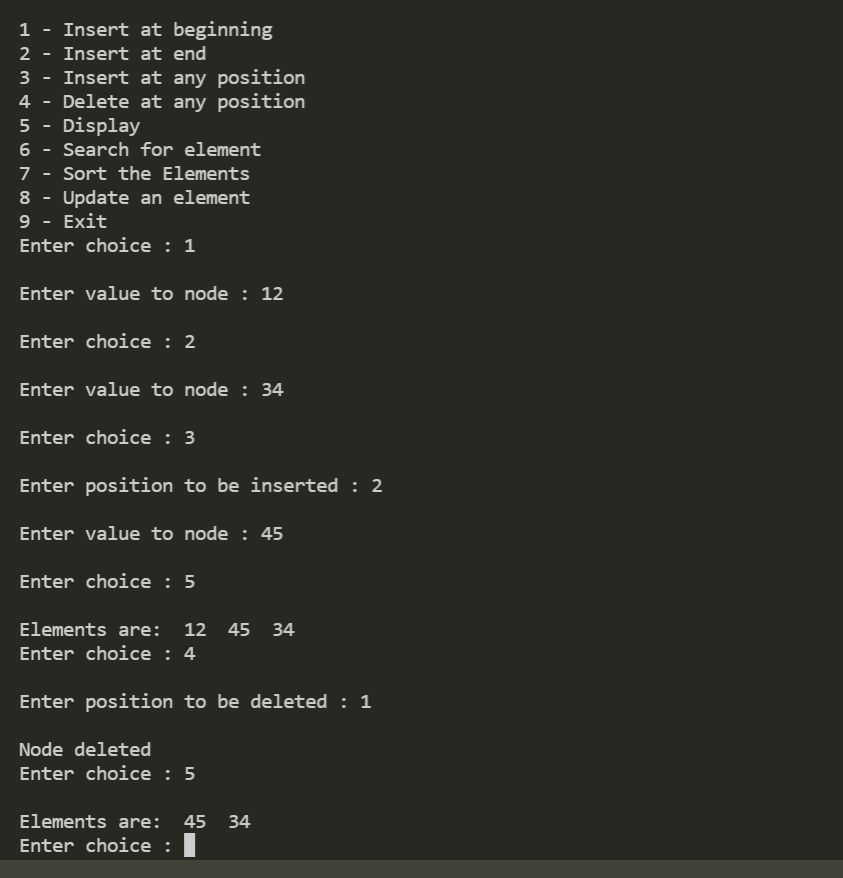 1 - Insert at beginning
2 - Insert at end
3 - Insert at any position
4 - Delete at any position
5 - Display
6 - Search for element
7 - Sort the Elements
8 - Update an element
9 - Exit
Enter choice : 1
Enter value to node : 12
Enter choice : 2
Enter value to node : 34
Enter choice : 3
Enter position to be inserted : 2
Enter value to node : 45
Enter choice : 5
Elements are:  12  45  34
Enter choice : 4
Enter position to be deleted : 1
Node deleted
Enter choice : 5
Elements are:  45  34
Enter choice :